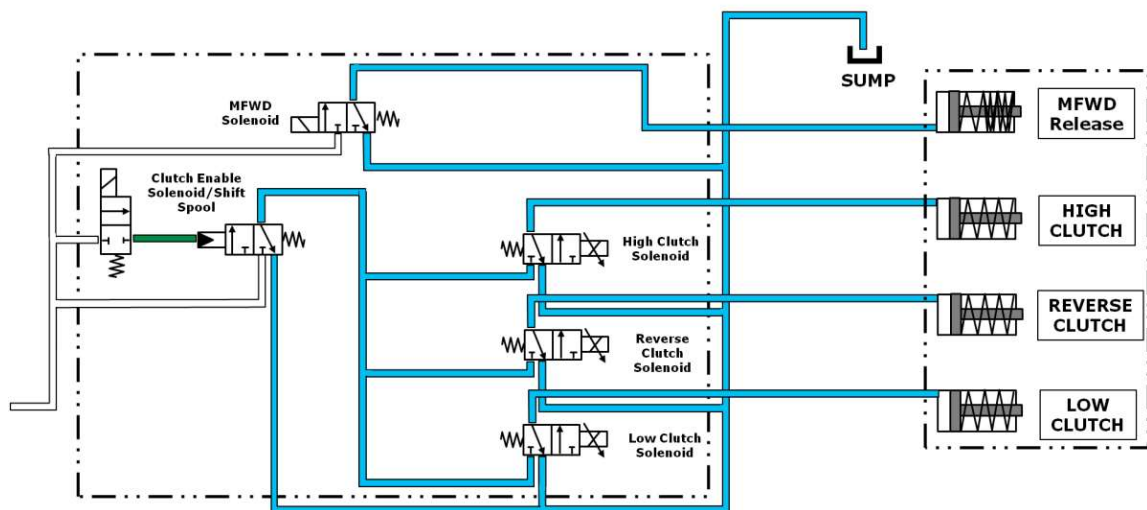 SUMP
MFWD
Solenoid
MFWD
Release
Clutch Enable
Solenoid/Shift
Spool
HIGH
CLUTCH
High Clutch
Solenoid
REVERSE
CLUTCH
Reverse
Clutch
Solenoid
LOW
CLUTCH
Low Clutch
Solenoid